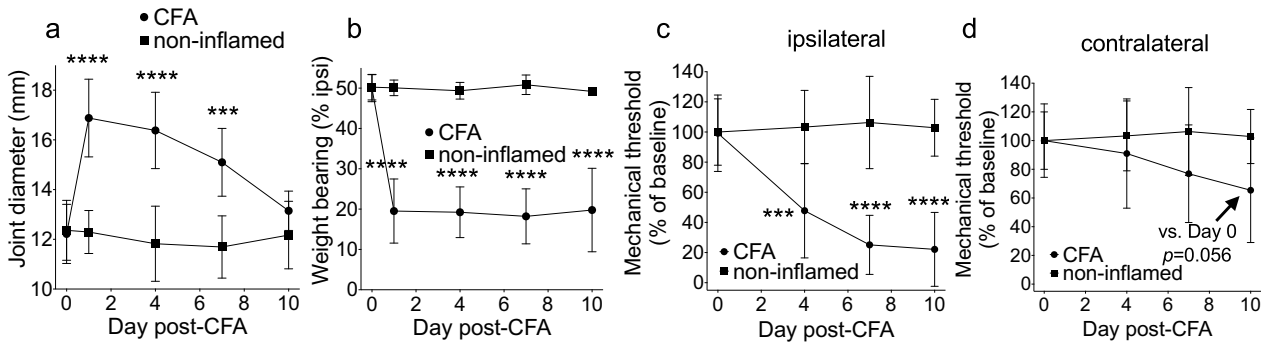 a
CFA
non-inflamed
****
****
***
Joint diameter (mm)
18
16
14
12
10
0 2 4 6 8 10
Day post-CFA
b
Weight bearing (% ipsi)
60
50
40
30
20
10
0
CFA
non-inflamed
****
****
****
****
0 2 4 6 8 10
Day post-CFA
c
ipsilateral
Mechanical threshold
(% of baseline)
140
120
100
80
60
40
20
0
***
****
****
CFA
non-inflamed
0 2 4 6 8 10
Day post-CFA
d
contralateral
Mechanical threshold
(% of baseline)
140
120
100
80
60
40
20
0
vs. Day 0
p=0.056
CFA
non-inflamed
0 2 4 6 8 10
Day post-CFA